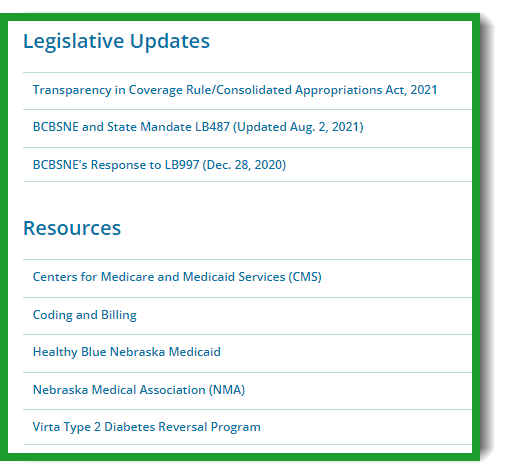 Legislative Updates
Transparency in Coverage Rule/Consolidated Appropriations Act, 2021
BCBSNE and State Mandate LB487 (Updated Aug. 2, 2021)
BCBSNE's Response to LB997 (Dec. 28, 2020)
Resources
Centers for Medicare and Medicaid Services (CMS)
Coding and Billing
Healthy Blue Nebraska Medicaid
Nebraska Medical Association (NMA)
Virta Type 2 Diabetes Reversal Program